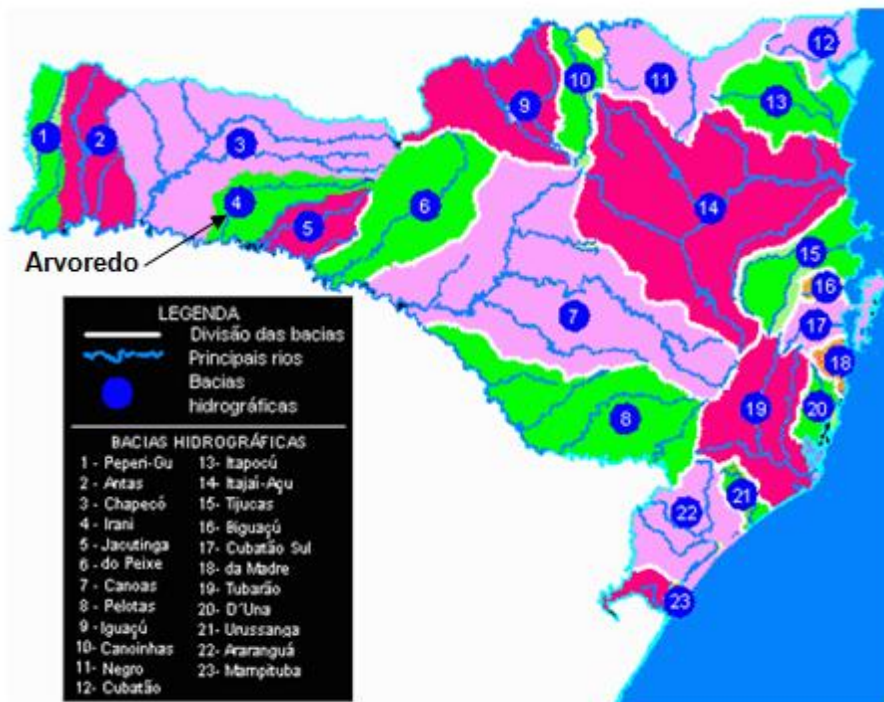 12
9
10
11
13
1
2
3
4
6
14
5
15
Arvoredo
16
7
17
18
19
20
8
21
22
23
LEGENDA
Divisão das bacias
Principais rios
Bacias
hidrográficas
BACIAS HIDROGRÁFICAS
1 - Peperi-Gu
2 - Antas
3 - Chapecó
4 - Irani
5 - Jacutinga
6 - do Peixe
7 - Canoas
8 - Pelotas
9 - Iguaçú
10- Canoinhas
11- Negro
12- Cubatão
13- Itapocú
14- Itajaí-Açu
15- Tijucas
16- Biguaçú
17- Cubatão Sul
18- da Madre
19- Tubarão
20- D'Una
21- Urussanga
22- Araranguá
23- Mampituba